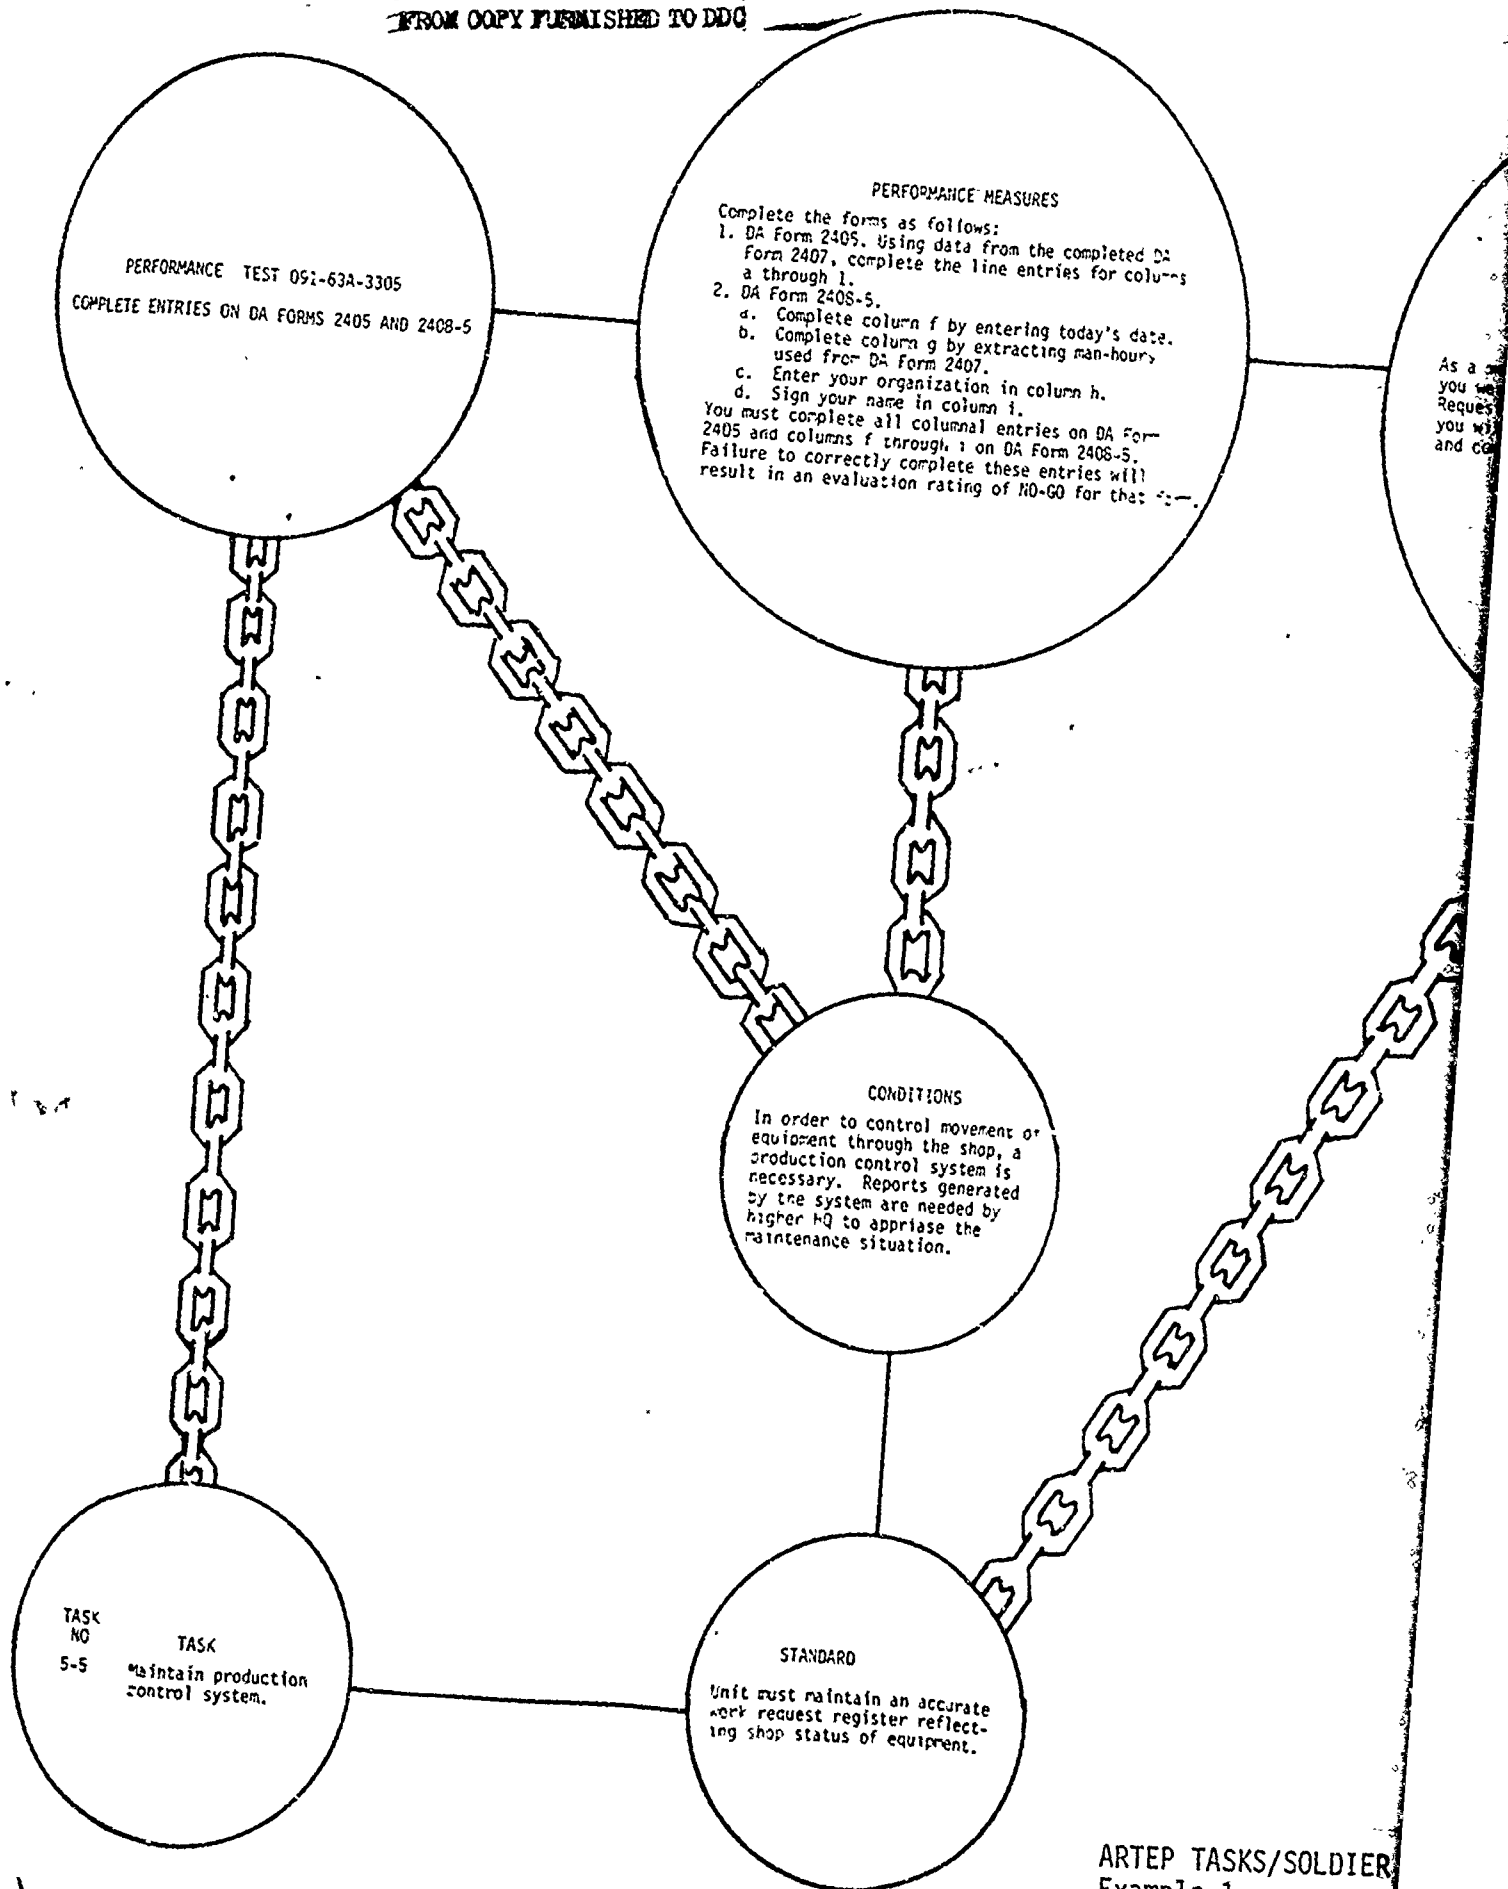 FROM COPY FURNISHED TO DDC
PERFORMANCE TEST 091-63A-3305
COMPLETE ENTRIES ON DA FORMS 2405 AND 2408-5
PERFORMANCE MEASURES
Complete the forms as follows:
1. DA Form 2405. Using data from the completed DA
Form 2407, complete the line entries for columns
a through l.
2. DA Form 2408-5.
a. Complete column f by entering today's date.
b. Complete column g by extracting man-hours
used from DA Form 2407.
c. Enter your organization in column h.
d. Sign your name in column i.
You must complete all columnal entries on DA Form
2405 and columns f through i on DA Form 2408-5.
Failure to correctly complete these entries will
result in an evaluation rating of NO-GO for that form.
As a
you
Reques
you
and
CONDITIONS
In order to control movement of
equipment through the shop, a
production control system is
necessary. Reports generated
by the system are needed by
higher HQ to appriase the
maintenance situation.
TASK
NO
TASK
5-5 Maintain production
control system.
STANDARD
Unit must maintain an accurate
work request register reflect-
ing shop status of equipment.
ARTEP TASKS/SOLDIER
Example 1